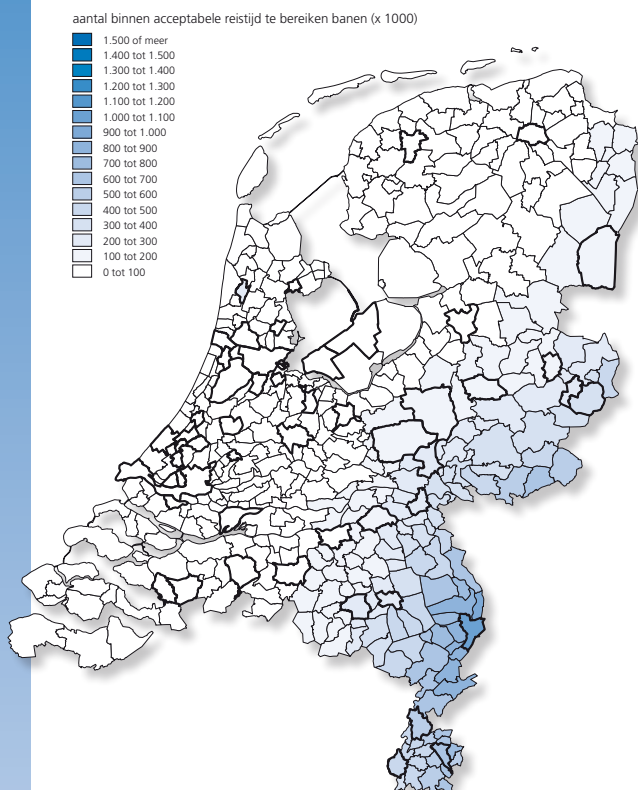 aantal binnen acceptabele reistijd te bereiken banen (x 1000)
1.500 of meer
1.400 tot 1.500
1.300 tot 1.400
1.200 tot 1.300
1.100 tot 1.200
1.000 tot 1.100
900 tot 1.000
800 tot 900
700 tot 800
600 tot 700
500 tot 600
400 tot 500
300 tot 400
200 tot 300
100 tot 200
0 tot 100